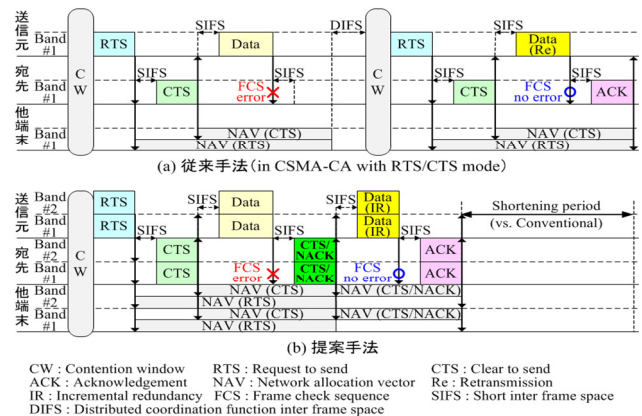 送信元 Band #1 RTS SIFS Data DIFS RTS SIFS Data (Re)
宛先 Band #1 CW SIFS CTS FCS error SIFS CW SIFS CTS FCS no error SIFS ACK
他端末 Band #1 NAV (CTS) NAV (CTS)
NAV (RTS) NAV (RTS)
(a) 従来手法 (in CSMA-CA with RTS/CTS mode)
送信元 Band #2 RTS SIFS Data SIFS Data (IR) Shortening period
Band #1 RTS Data Data (IR) (vs. Conventional)
宛先 Band #2 CW SIFS CTS SIFS CTS/NACK SIFS ACK
Band #1 CTS FCS error CTS/NACK FCS no error ACK
他端末 Band #2 NAV (CTS) NAV (CTS/NACK)
NAV (RTS)
Band #1 NAV (CTS) NAV (CTS/NACK)
NAV (RTS)
(b) 提案手法
CW : Contention window RTS : Request to send CTS : Clear to send
ACK : Acknowledgement NAV : Network allocation vector Re : Retransmission
IR : Incremental redundancy FCS : Frame check sequence SIFS : Short inter frame space
DIFS : Distributed coordination function inter frame space